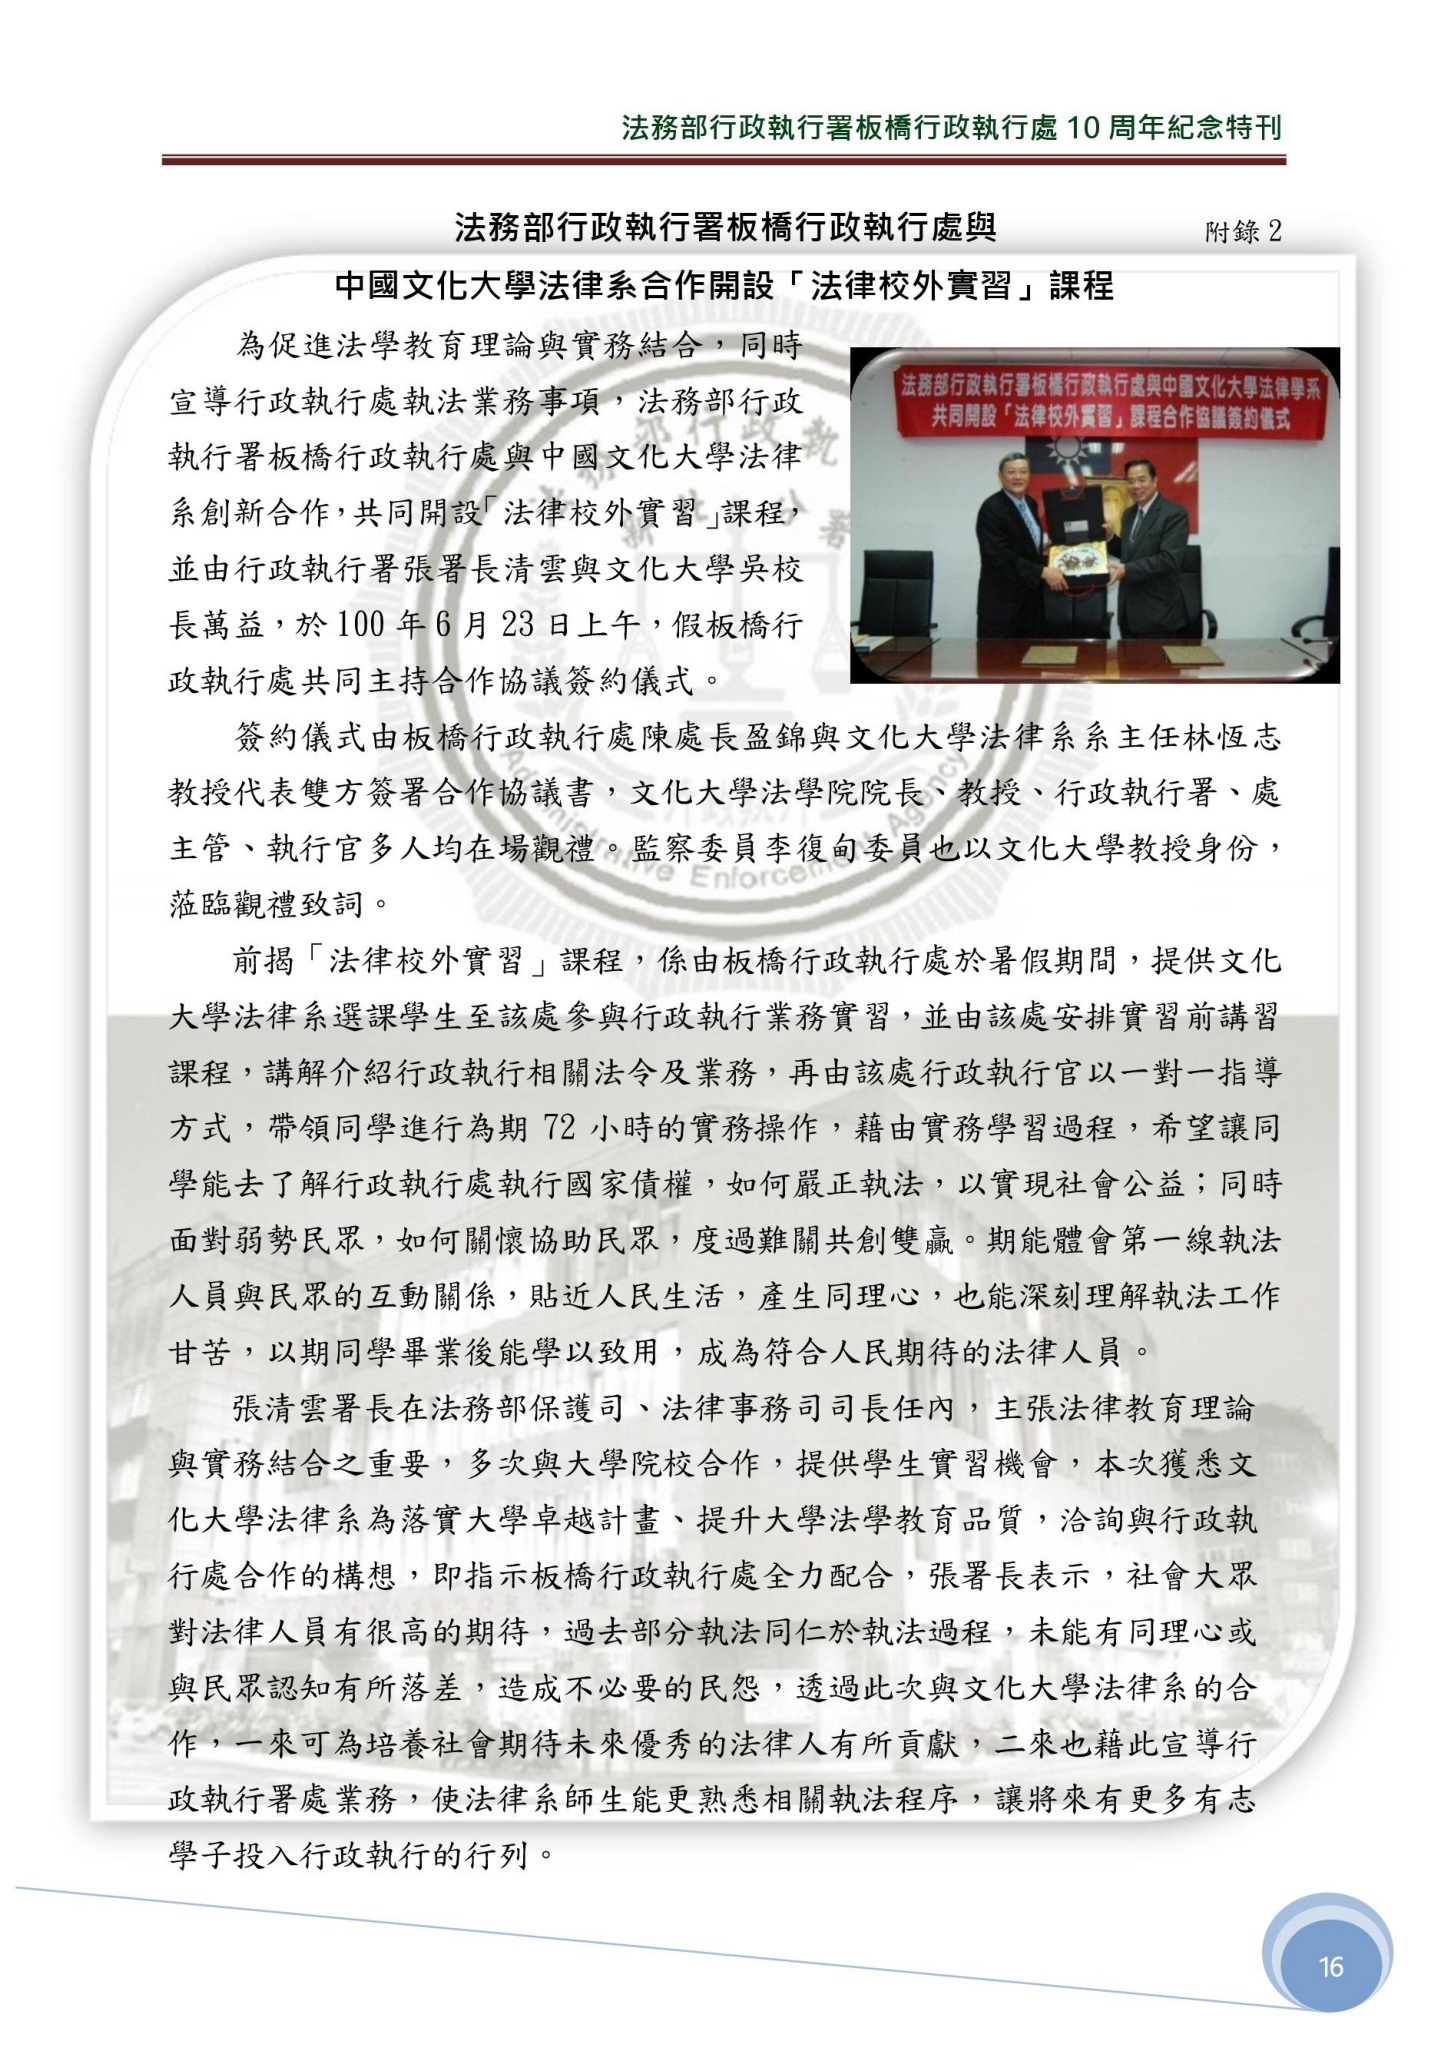 法務部行政執行署板橋行政執行處 10 周年紀念特刊
法務部行政執行署板橋行政執行處與
附錄 2
中國文化大學法律系合作開設「法律校外實習」課程
為促進法學教育理論與實務結合，同時
宣導行政執行處執法業務事項，法務部行政
執行署板橋行政執行處與中國文化大學法律
系創新合作，共同開設「法律校外實習」課程，
並由行政執行署張署長清雲與文化大學吳校
長萬益，於 100 年 6 月 23 日上午，假板橋行
政執行處共同主持合作協議簽約儀式。
法務部行政執行署板橋行政執行處與中國文化大學法律學系
共同開設「法律校外實習」課程合作協議簽約儀式
簽約儀式由板橋行政執行處陳處長盈錦與文化大學法律系系主任林恆志
教授代表雙方簽署合作協議書，文化大學法學院院長、教授、行政執行署、處
主管、執行官多人均在場觀禮。監察委員李復甸委員也以文化大學教授身份，
蒞臨觀禮致詞。
前揭「法律校外實習」課程，係由板橋行政執行處於暑假期間，提供文化
大學法律系選課學生至該處參與行政執行業務實習，並由該處安排實習前講習
課程，講解介紹行政執行相關法令及業務，再由該處行政執行官以一對一指導
方式，帶領同學進行為期 72 小時的實務操作，藉由實務學習過程，希望讓同
學能去了解行政執行處執行國家債權，如何嚴正執法，以實現社會公益；同時
面對弱勢民眾，如何關懷協助民眾，度過難關共創雙贏。期能體會第一線執法
人員與民眾的互動關係，貼近人民生活，產生同理心，也能深刻理解執法工作
甘苦，以期同學畢業後能學以致用，成為符合人民期待的法律人員。
張清雲署長在法務部保護司、法律事務司司長任內，主張法律教育理論
與實務結合之重要，多次與大學院校合作，提供學生實習機會，本次獲悉文
化大學法律系為落實大學卓越計畫、提升大學法學教育品質，洽詢與行政執
行處合作的構想，即指示板橋行政執行處全力配合，張署長表示，社會大眾
對法律人員有很高的期待，過去部分執法同仁於執法過程，未能有同理心或
與民眾認知有所落差，造成不必要的民怨，透過此次與文化大學法律系的合
作，一來可為培養社會期待未來優秀的法律人有所貢獻，二來也藉此宣導行
政執行署處業務，使法律系師生能更熟悉相關執法程序，讓將來有更多有志
學子投入行政執行的行列。
Administrative Enforcement Agency
16